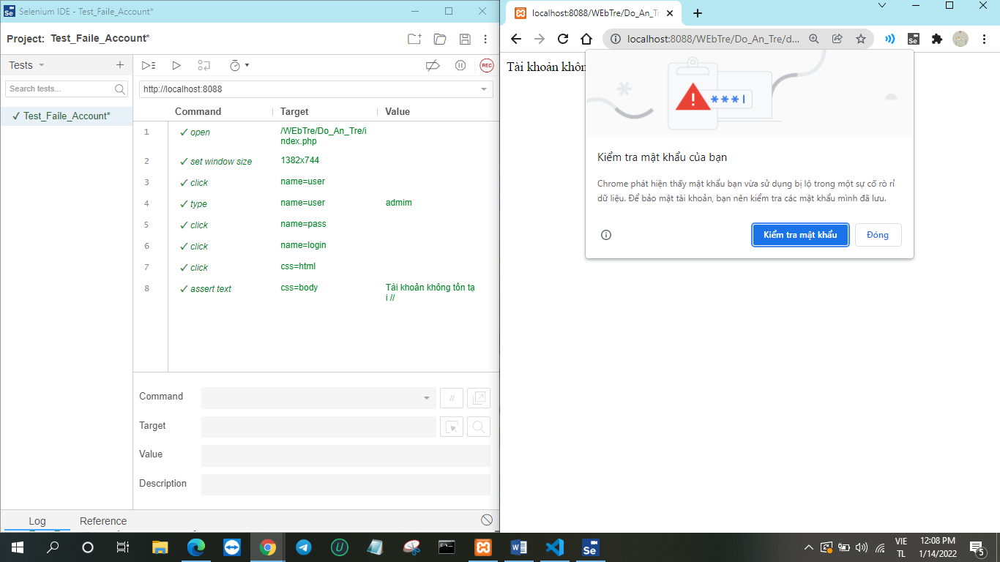 Selenium IDE - Test_Faile_Account*
Project: Test_Faile_Account*
Tests
Search tests...
✓ Test_Faile_Account*
REC
http://localhost:8088
Command Target Value
1 ✓ open /WEbTre/Do_An_Tre/i
ndex.php
2 ✓ set window size 1382x744
3 ✓ click name=user
4 ✓ type name=user admim
5 ✓ click name=pass
6 ✓ click name=login
7 ✓ click css=html
8 ✓ assert text css=body Tài khoản không tồn tạ
i //
Command
//
Target
Value
Description
Log Reference
localhost:8088/WEbTre/Do_An_Tr
localhost:8088/WEbTre/Do_An_Tre/d...
Tài khoản khôn
***|
Kiểm tra mật khẩu của bạn
Chrome phát hiện thấy mật khẩu bạn vừa sử dụng bị lộ trong một sự cố rò rỉ
dữ liệu. Để bảo mật tài khoản, bạn nên kiểm tra các mật khẩu mình đã lưu.
Kiểm tra mật khẩu Đóng
VIE
TL
12:08 PM
1/14/2022
5